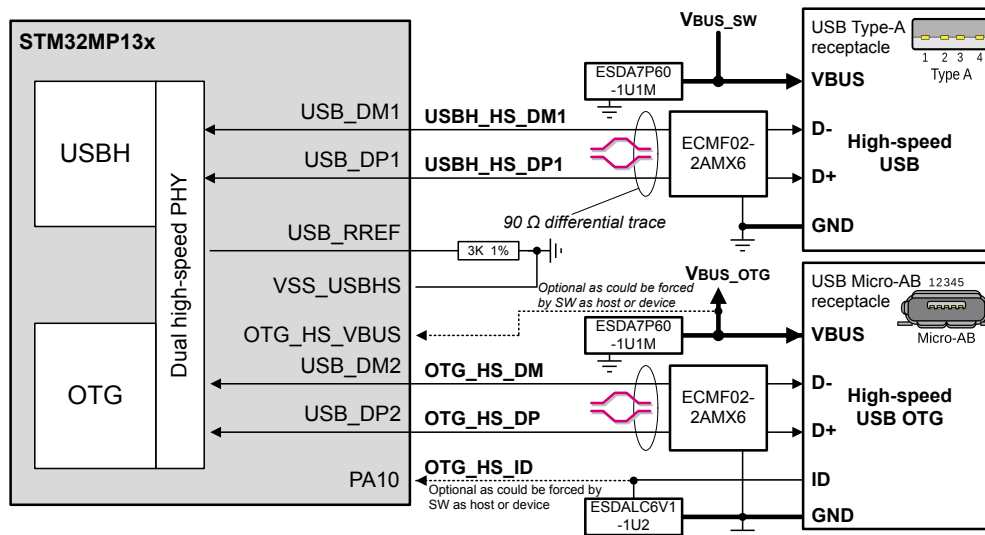 STM32MP13x
USBH
OTG
Dual high-speed PHY
USB_DM1
USB_DP1
USB_RREF
VSS_USBHS
OTG_HS_VBUS
USB_DM2
USB_DP2
PA10
USBH_HS_DM1
USBH_HS_DP1
90 Ω differential trace
3K 1%
Optional as could be forced
by SW as host or device
OTG_HS_DM
OTG_HS_DP
OTG_HS_ID
Optional as could be forced by
SW as host or device
VBUS_SW
ESDA7P60
-1U1M
ECMF02-
2AMX6
VBUS_OTG
ESDA7P60
-1U1M
ECMF02-
2AMX6
ESDALC6V1
-1U2
USB Type-A
receptacle
1 2 3 4
Type A
VBUS
D-
High-speed
USB
D+
GND
USB Micro-AB
receptacle
12345
Micro-AB
VBUS
D-
High-speed
USB OTG
D+
ID
GND